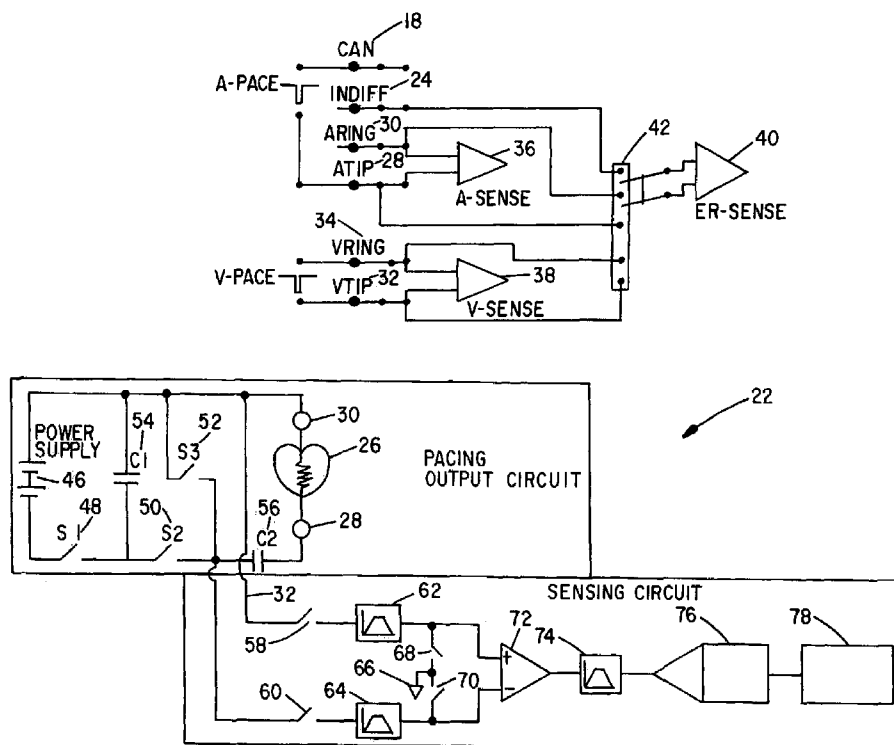 CAN 18
A-PACE
INDIFF 24
ARING 30
ATIP 28
36
A-SENSE
42
40
ER-SENSE
34
VRING
V-PACE
VTIP 32
38
V-SENSE
22
POWER SUPPLY
46
54
C1
52
S3
30
26
PACING
OUTPUT CIRCUIT
S1 48
50
S2
56
C2
28
SENSING CIRCUIT
32
58
62
68
66
70
72
+
-
74
76
78
60
64